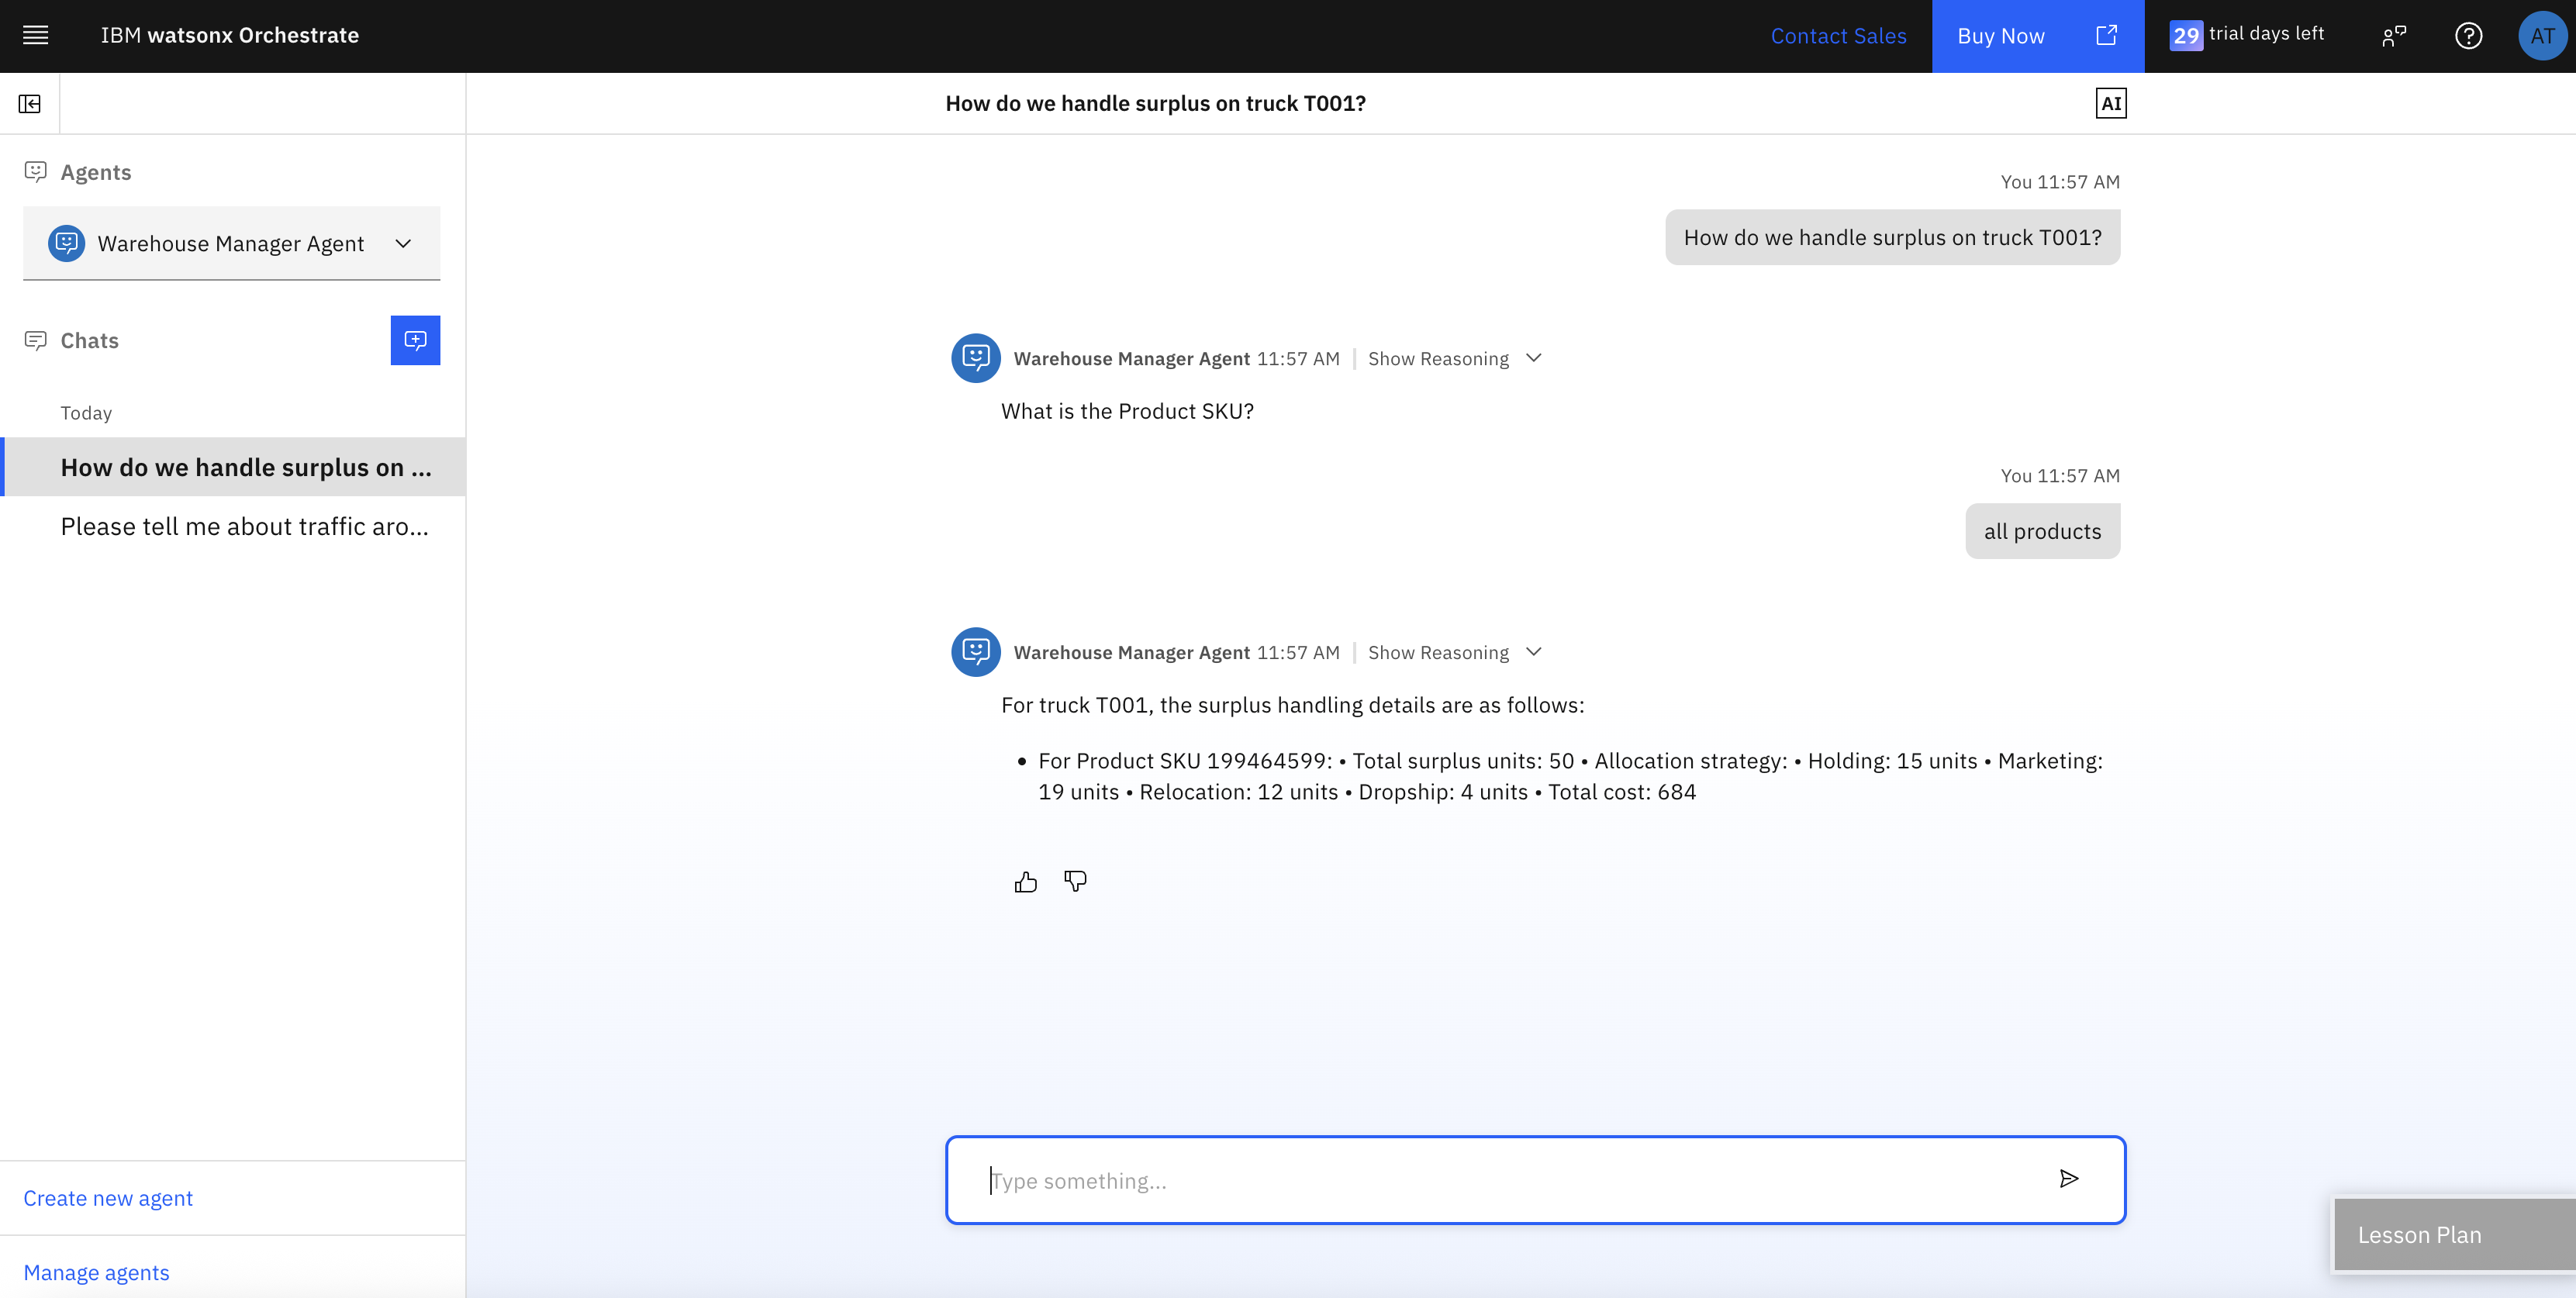 IBM watsonx Orchestrate
Contact Sales
Buy Now
29 trial days left
AT
How do we handle surplus on truck T001?
AI
Agents
Warehouse Manager Agent
Chats
Today
How do we handle surplus on ...
Please tell me about traffic aro...
Create new agent
Manage agents
You 11:57 AM
How do we handle surplus on truck T001?
Warehouse Manager Agent 11:57 AM | Show Reasoning
What is the Product SKU?
You 11:57 AM
all products
Warehouse Manager Agent 11:57 AM | Show Reasoning
For truck T001, the surplus handling details are as follows:
• For Product SKU 199464599: • Total surplus units: 50 • Allocation strategy: • Holding: 15 units • Marketing:
19 units • Relocation: 12 units • Dropship: 4 units • Total cost: 684
Type something...
Lesson Plan